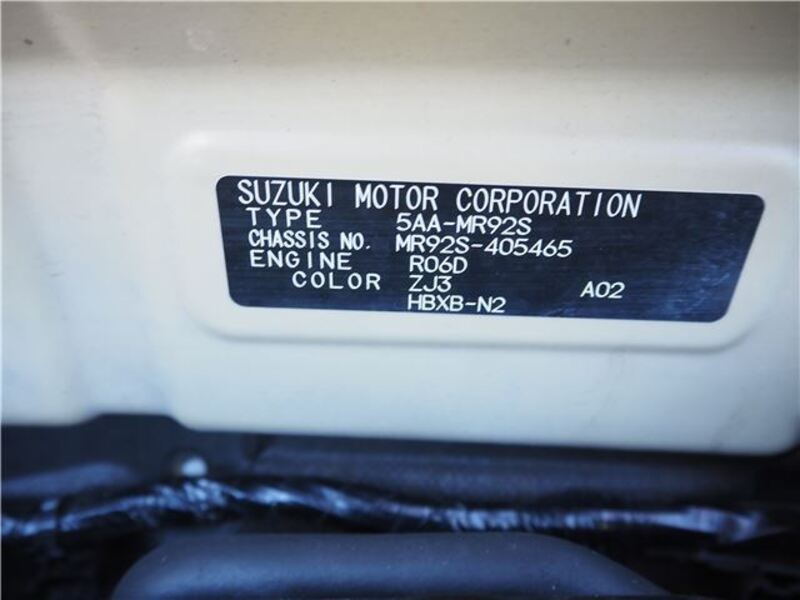 SUZUKI MOTOR CORPORATION
TYPE 5AA-MR92S
CHASSIS NO. MR92S-405465
ENGINE R06D
COLOR ZJ3 A02
HBXB-N2